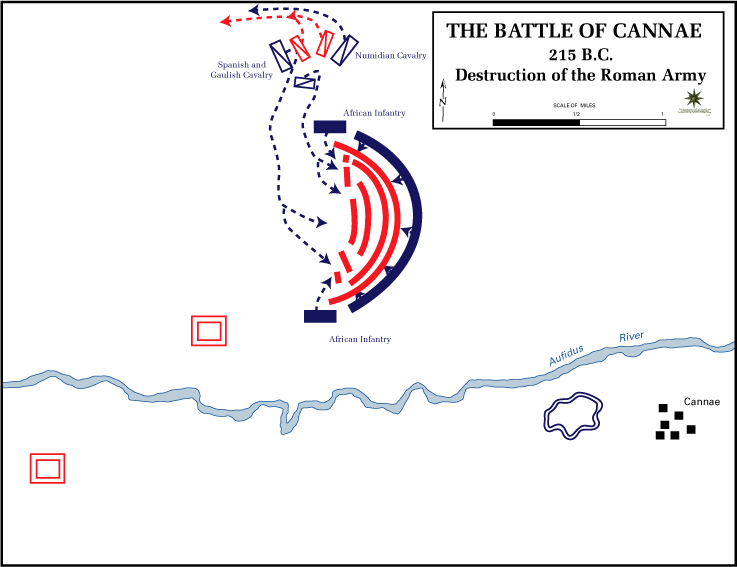 THE BATTLE OF CANNAE
215 B.C.
Destruction of the Roman Army
N
SCALE OF MILES
0 1/2 1
Numidian Cavalry
Spanish and
Gaulish Cavalry
African Infantry
African Infantry
Aufidus River
Cannae